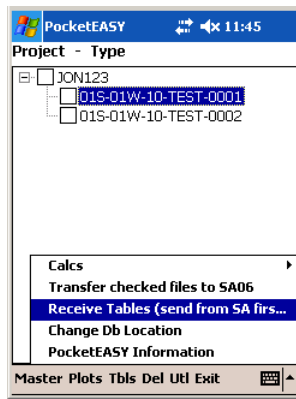 PocketEASY 11:45
Project - Type
JON123
01S-01W-10-TEST-0001
01S-01W-10-TEST-0002
Calcs
Transfer checked files to SA06
Receive Tables (send from SA firs...
Change Db Location
PocketEASY Information
Master Plots Tbls Del Utl Exit